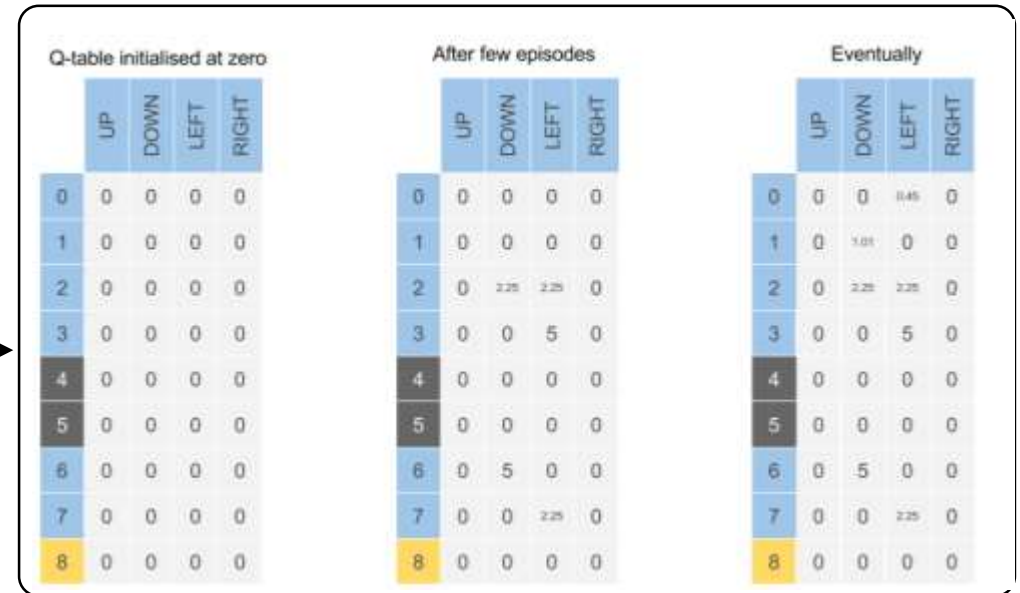 Q-table initialised at zero After few episodes Eventually
UP DOWN LEFT RIGHT UP DOWN LEFT RIGHT UP DOWN LEFT RIGHT
0 0 0 0 0 0 0 0 0 0 0 0 0 0.45 0
1 0 0 0 0 1 0 0 0 0 1 0 1.01 0 0
2 0 0 0 0 2 0 2.25 2.25 0 2 0 2.25 2.25 0
3 0 0 0 0 3 0 0 5 0 3 0 0 5 0
4 0 0 0 0 4 0 0 0 0 4 0 0 0 0
5 0 0 0 0 5 0 0 0 0 5 0 0 0 0
6 0 0 0 0 6 0 5 0 0 6 0 5 0 0
7 0 0 0 0 7 0 0 2.25 0 7 0 0 2.25 0
8 0 0 0 0 8 0 0 0 0 8 0 0 0 0